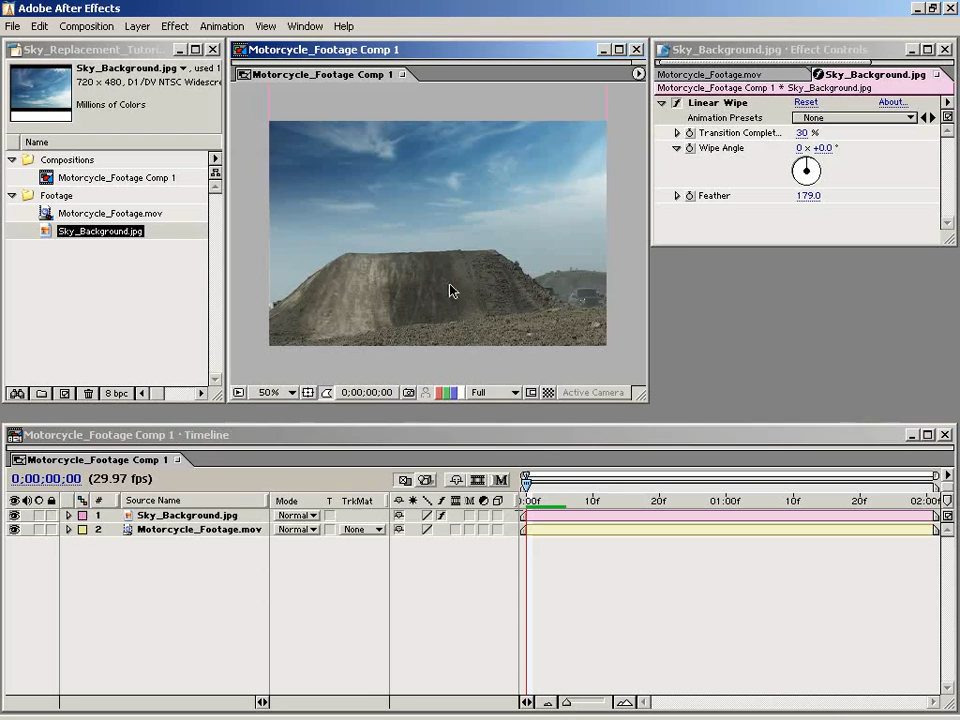 Adobe After Effects
File Edit Composition Layer Effect Animation View Window Help
Sky_Replacement_Tutori..
Sky_Background.jpg , used 1
720 x 480, D1/DV NTSC Widescre
Millions of Colors
Name
Compositions
Motorcycle_Footage Comp 1
Footage
Motorcycle_Footage.mov
Sky_Background.jpg
8 bpc
Motorcycle_Footage Comp 1
Motorcycle_Footage Comp 1
50% 0;00;00;00 Full Active Camera
Sky_Background.jpg · Effect Controls
Motorcycle_Footage.mov Sky_Background.jpg
Motorcycle_Footage Comp 1 * Sky_Background.jpg
Linear Wipe Reset About...
Animation Presets None
Transition Complet... 30 %
Wipe Angle 0 x +0.0 °
Feather 179.0
Motorcycle_Footage Comp 1 · Timeline
Motorcycle_Footage Comp 1
0;00;00;00 (29.97 fps)
# Source Name Mode T TrkMat :00f 10f 20f 01:00f 10f 20f 02:00f
1 Sky_Background.jpg Normal
2 Motorcycle_Footage.mov Normal None